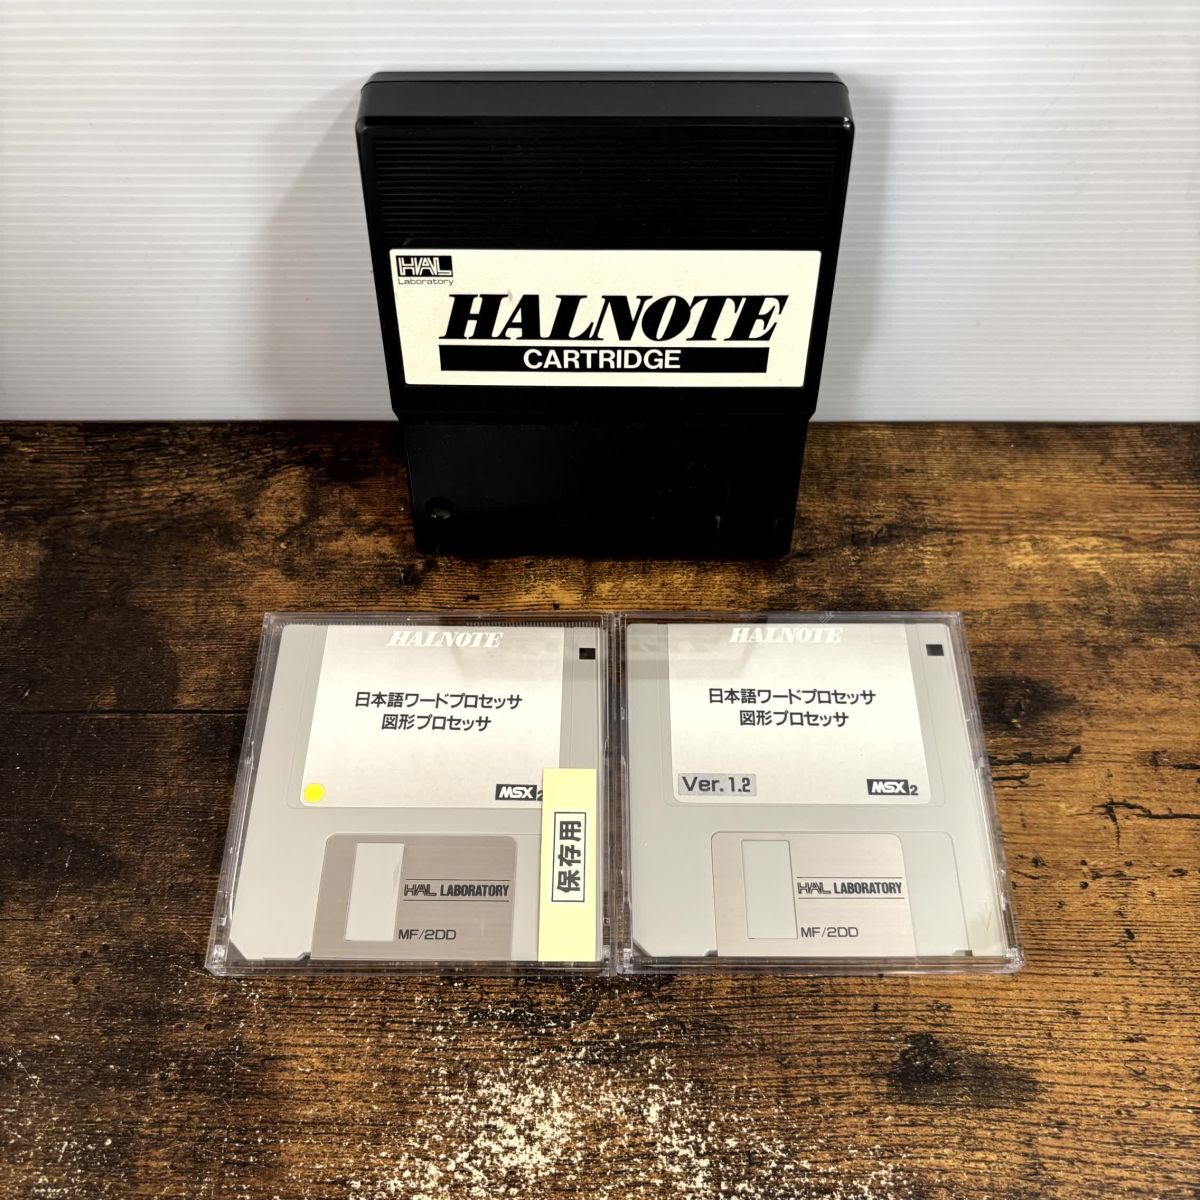 HAL
Laboratory
HALNOTE
CARTRIDGE
HALNOTE
日本語ワードプロセッサ
図形プロセッサ
MSX2
保存用
HAL LABORATORY
MF/2DD
HALNOTE
日本語ワードプロセッサ
図形プロセッサ
Ver.1.2
MSX2
HAL LABORATORY
MF/2DD